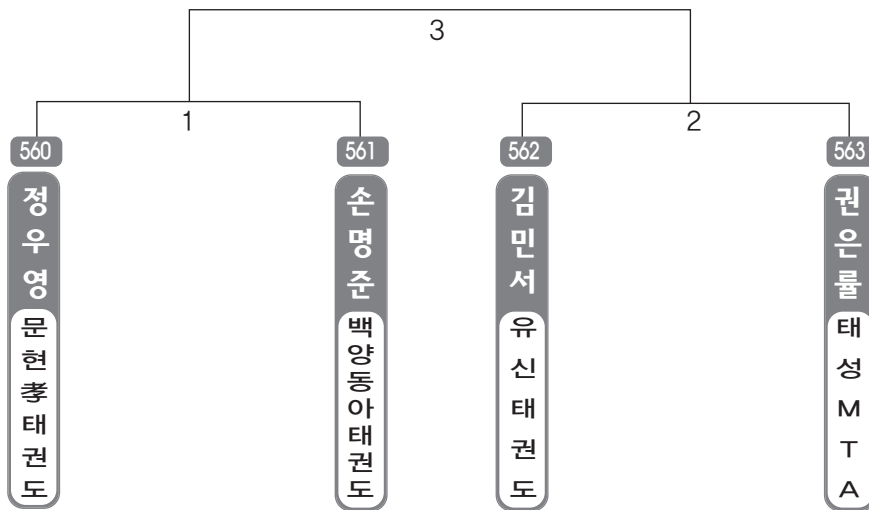 3
1
2
560
정우영
문현孝태권도
561
손명준
백양동아태권도
562
김민서
유신태권도
563
권은률
태성MTA